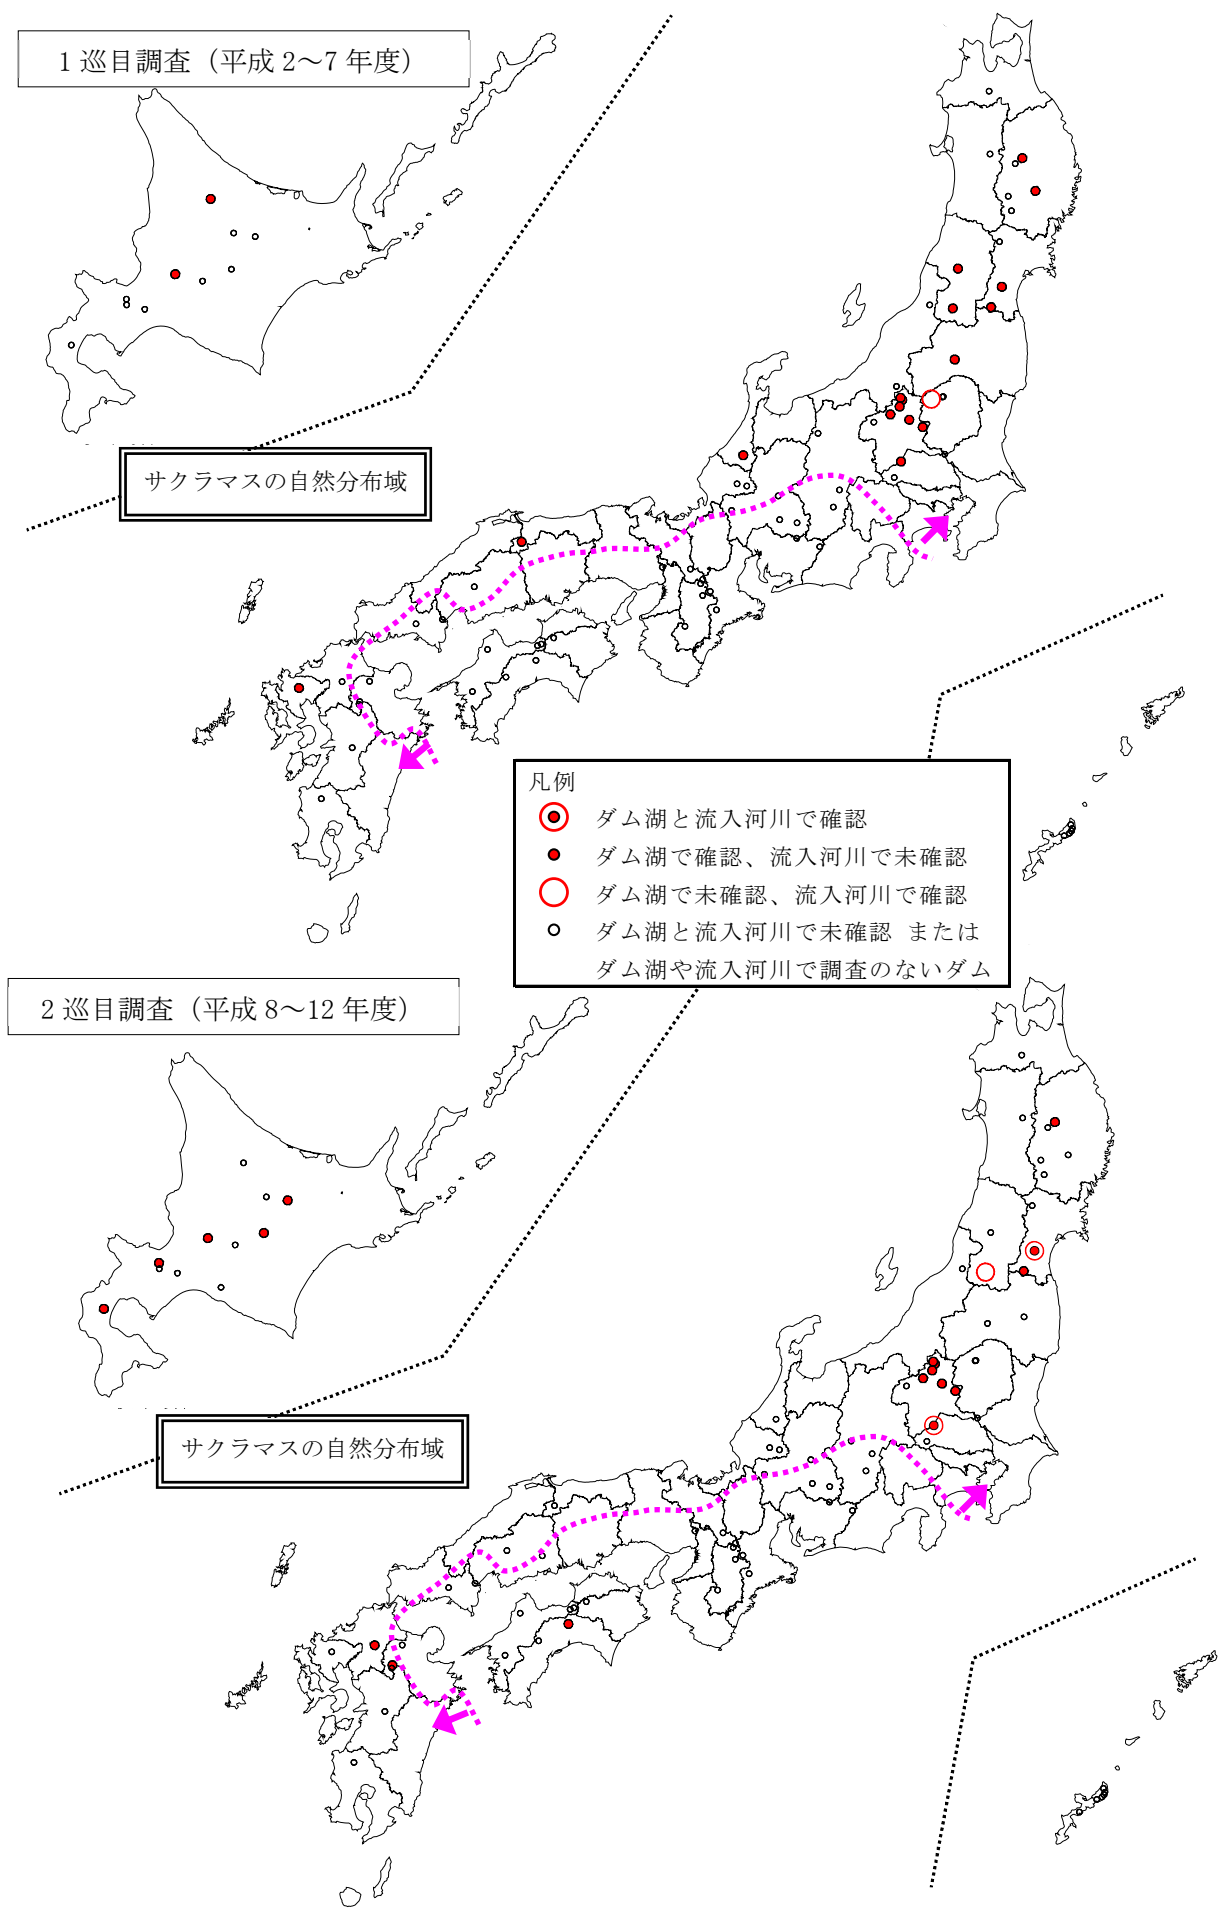 1 巡目調査（平成 2～7 年度）
サクラマスの自然分布域
凡例
ダム湖と流入河川で確認
ダム湖で確認、流入河川で未確認
ダム湖で未確認、流入河川で確認
ダム湖と流入河川で未確認 または
ダム湖や流入河川で調査のないダム
2 巡目調査（平成 8～12 年度）
サクラマスの自然分布域